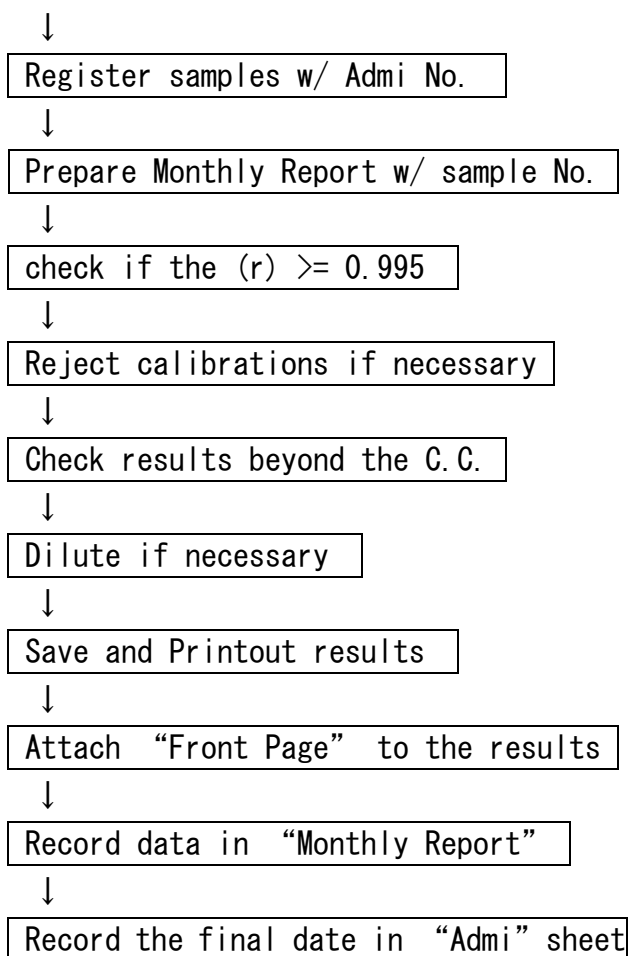 ↓
Register samples w/ Admi No.
↓
Prepare Monthly Report w/ sample No.
↓
check if the (r) >= 0.995
↓
Reject calibrations if necessary
↓
Check results beyond the C.C.
↓
Dilute if necessary
↓
Save and Printout results
↓
Attach “Front Page” to the results
↓
Record data in “Monthly Report”
↓
Record the final date in “Admi” sheet